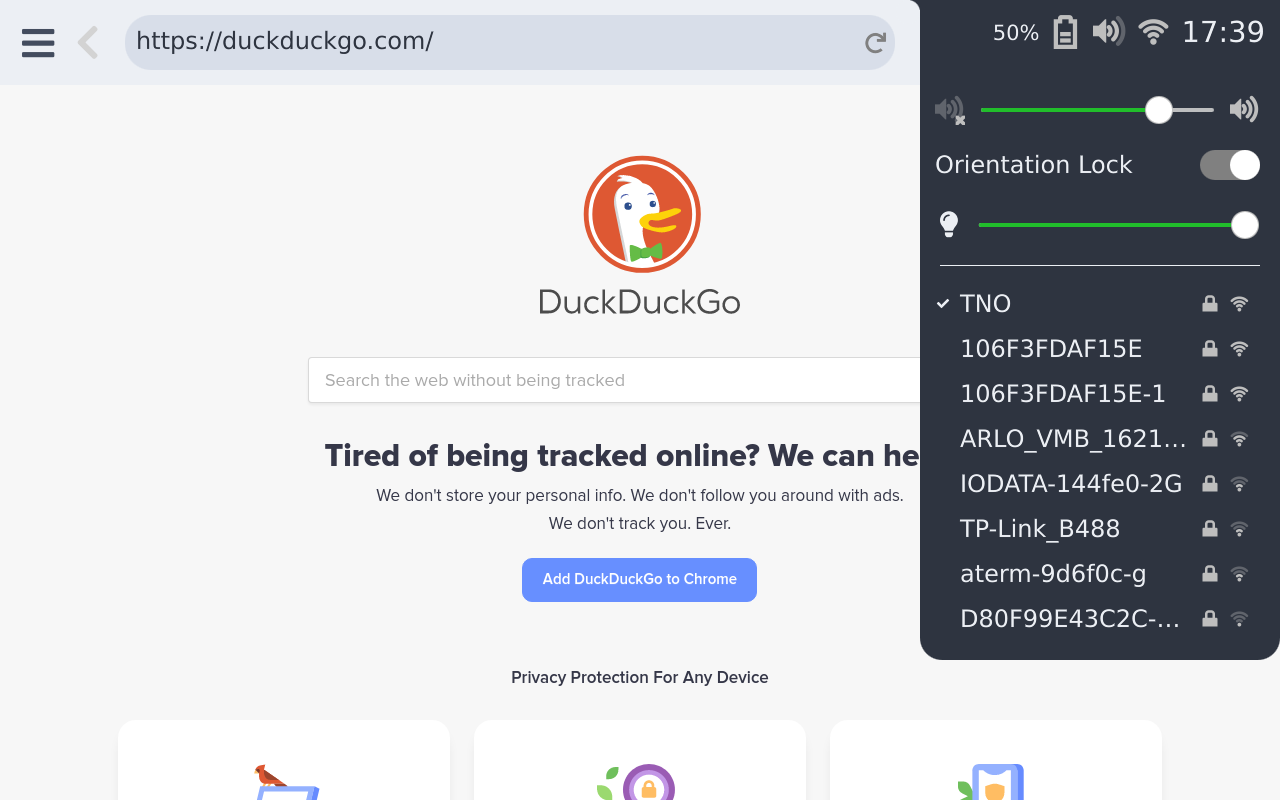 https://duckduckgo.com/
50%
17:39
Orientation Lock
TNO
106F3FDAF15E
106F3FDAF15E-1
ARLO_VMB_1621...
IODATA-144fe0-2G
TP-Link_B488
aterm-9d6f0c-g
D80F99E43C2C-...
DuckDuckGo
Search the web without being tracked
Tired of being tracked online? We can he
We don't store your personal info. We don't follow you around with ads.
We don't track you. Ever.
Add DuckDuckGo to Chrome
Privacy Protection For Any Device